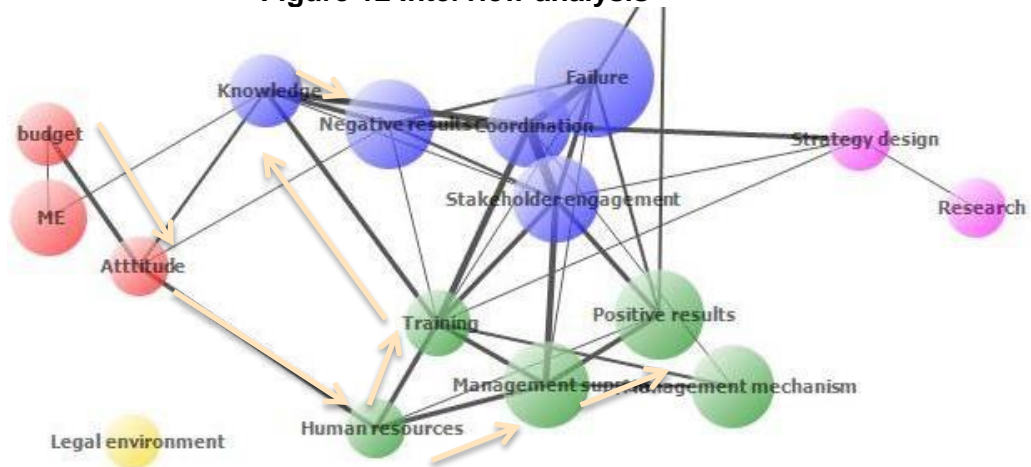 Figure 12 Interview analysis
Failure
Knowledge
Negative results
Coordination
budget
Strategy design
Stakeholder engagement
ME
Research
Atttitude
Training
Positive results
Management
Management mechanism
Human resources
Legal environment